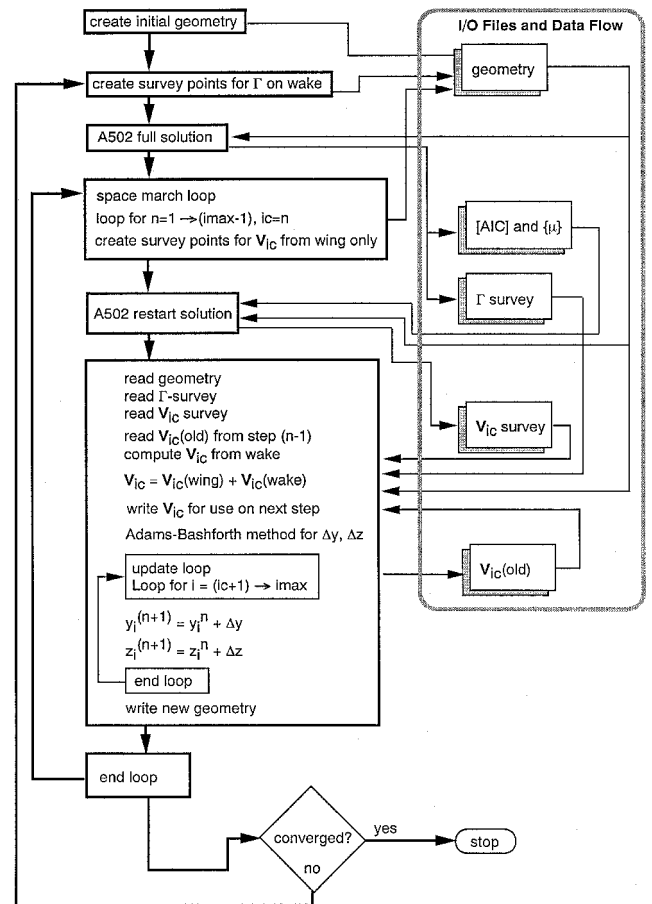 create initial geometry
create survey points for Γ on wake
A502 full solution
space march loop
loop for n=1 →(imax-1), ic=n
create survey points for Vic from wing only
A502 restart solution
read geometry
read Γ-survey
read Vic survey
read Vic(old) from step (n-1)
compute Vic from wake
Vic = Vic(wing) + Vic(wake)
write Vic for use on next step
Adams-Bashforth method for Δy, Δz
update loop
Loop for i = (ic+1) → imax
yi(n+1) = yin + Δy
zi(n+1) = zin + Δz
end loop
write new geometry
end loop
converged?
yes
stop
no
I/O Files and Data Flow
geometry
[AIC] and {μ}
Γ survey
Vic survey
Vic(old)